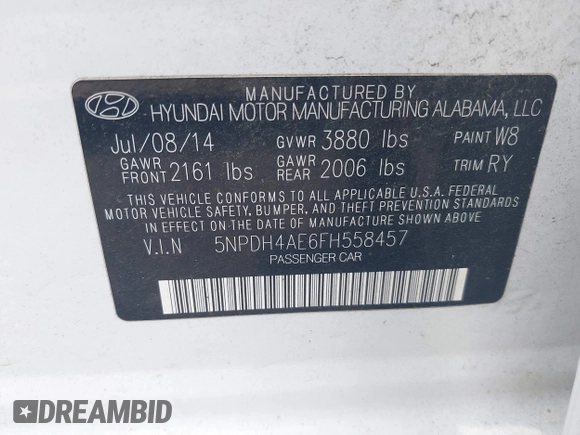 MANUFACTURED BY
HYUNDAI MOTOR MANUFACTURING ALABAMA, LLC
Jul/08/14 GVWR 3880 lbs PAINT W8
GAWR FRONT 2161 lbs GAWR REAR 2006 lbs TRIM RY
THIS VEHICLE CONFORMS TO ALL APPLICABLE U.S.A. FEDERAL
MOTOR VEHICLE SAFETY, BUMPER, AND THEFT PREVENTION
STANDARDS IN EFFECT ON THE DATE OF MANUFACTURE SHOWN ABOVE.
V.I.N 5NPDH4AE6FH558457
PASSENGER CAR
DREAMBID